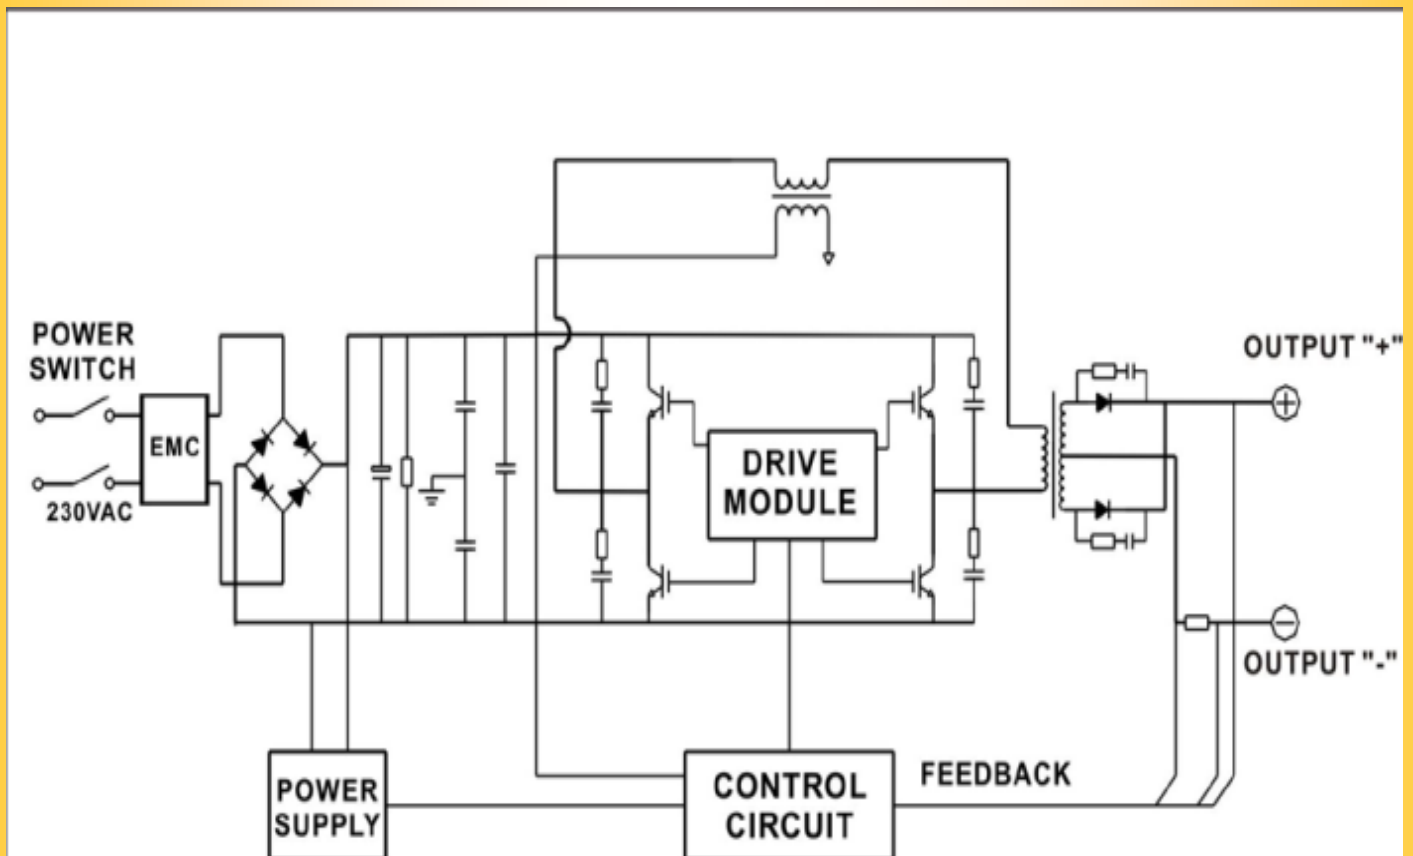 POWER
SWITCH
EMC
230VAC
DRIVE
MODULE
OUTPUT "+"
OUTPUT "-"
POWER
SUPPLY
CONTROL
CIRCUIT
FEEDBACK